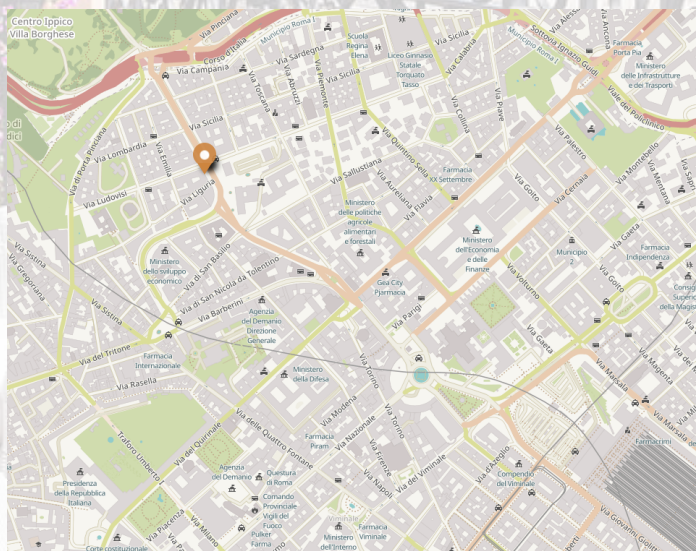 Centro Ippico
Villa Borghese
Via Pinciana
Corso d'Italia
Municipio Roma I
Via Campania
Via Sardegna
Scuola
Regina
Elena
Liceo Ginnasio
Statale
Torquato
Tasso
Via Sicilia
Via Calabria
Municipio Roma I
Sottovia Ignazio Guidi
Via Ancona
Farmacia
Porta Pia
Ministero
delle Infrastrutture
e dei Trasporti
Viale del Policlinico
Via Toscana
Via Abruzzi
Via Piemonte
Via Sicilia
Via Sicilia
Via Collina
Via Piave
Via Palestro
Via Montebello
Via Mentana
Via di Porta Pinciana
Via Lombardia
Via Emilia
Via Ludovisi
Via Liguria
Via Quintino Sella
Via Sallustiana
Via Aureliana
Via Flavia
Farmacia
XX Settembre
Via Goito
Via Cernaia
Via Gaeta
Ministero
delle politiche
agricole
alimentari
e forestali
Ministero
dell'Economia
e delle
Finanze
Municipio
2
Farmacia
Indipendenza
Via Sistina
Via Gregoriana
Ministero
dello sviluppo
economico
Via di San Basilio
Via di San Nicola da Tolentino
Via Barberini
Gea City
Pjarmacia
Via Volturno
Via Goito
Via Sistina
Agenzia
del Demanio
Direzione
Generale
Via Parigi
Via Gaeta
Via del Tritone
Farmacia
Internazionale
Via Rasella
Ministero
della Difesa
Via Torino
Via Torino
Via Marsala
Via Magenta
Via Marsala
Via Modena
Via Nazionale
Via delle Quattro Fontane
Farmacia
Piram
Via Firenze
Via Napoli
Via del Viminale
Via d'Azeglio
Farmacrimi
Traforo Umberto I
Via del Quirinale
Agenzia
del Demanio
Questura
di Roma
Compendio
del Viminale
Presidenza
della Repubblica
Italiana
Comando
Provinciale
Vigili del
Fuoco
Pulker
Farma
Viminale
Farmacia
Viminale
Ministero
dell'Interno
Via Piacenza
Via Milano
Corte costituzionale